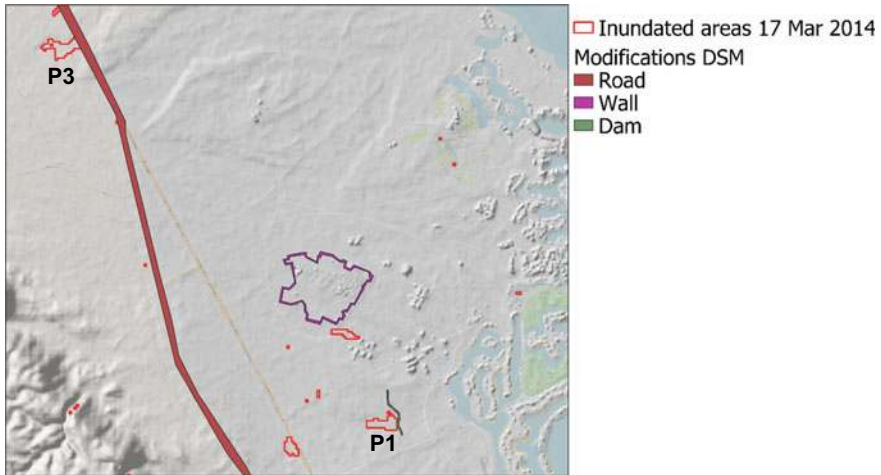 Inundated areas 17 Mar 2014
Modifications DSM
Road
Wall
Dam
P3
P1